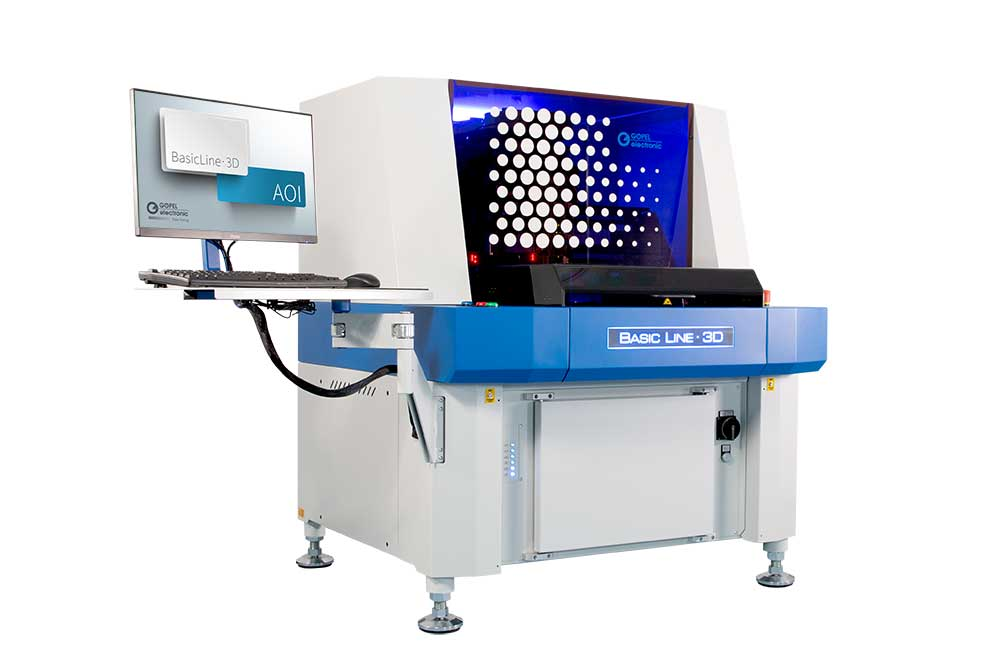 BasicLine·3D
AOI
GÖPEL
electronic
GÖPEL
electronic
BASIC LINE·3D